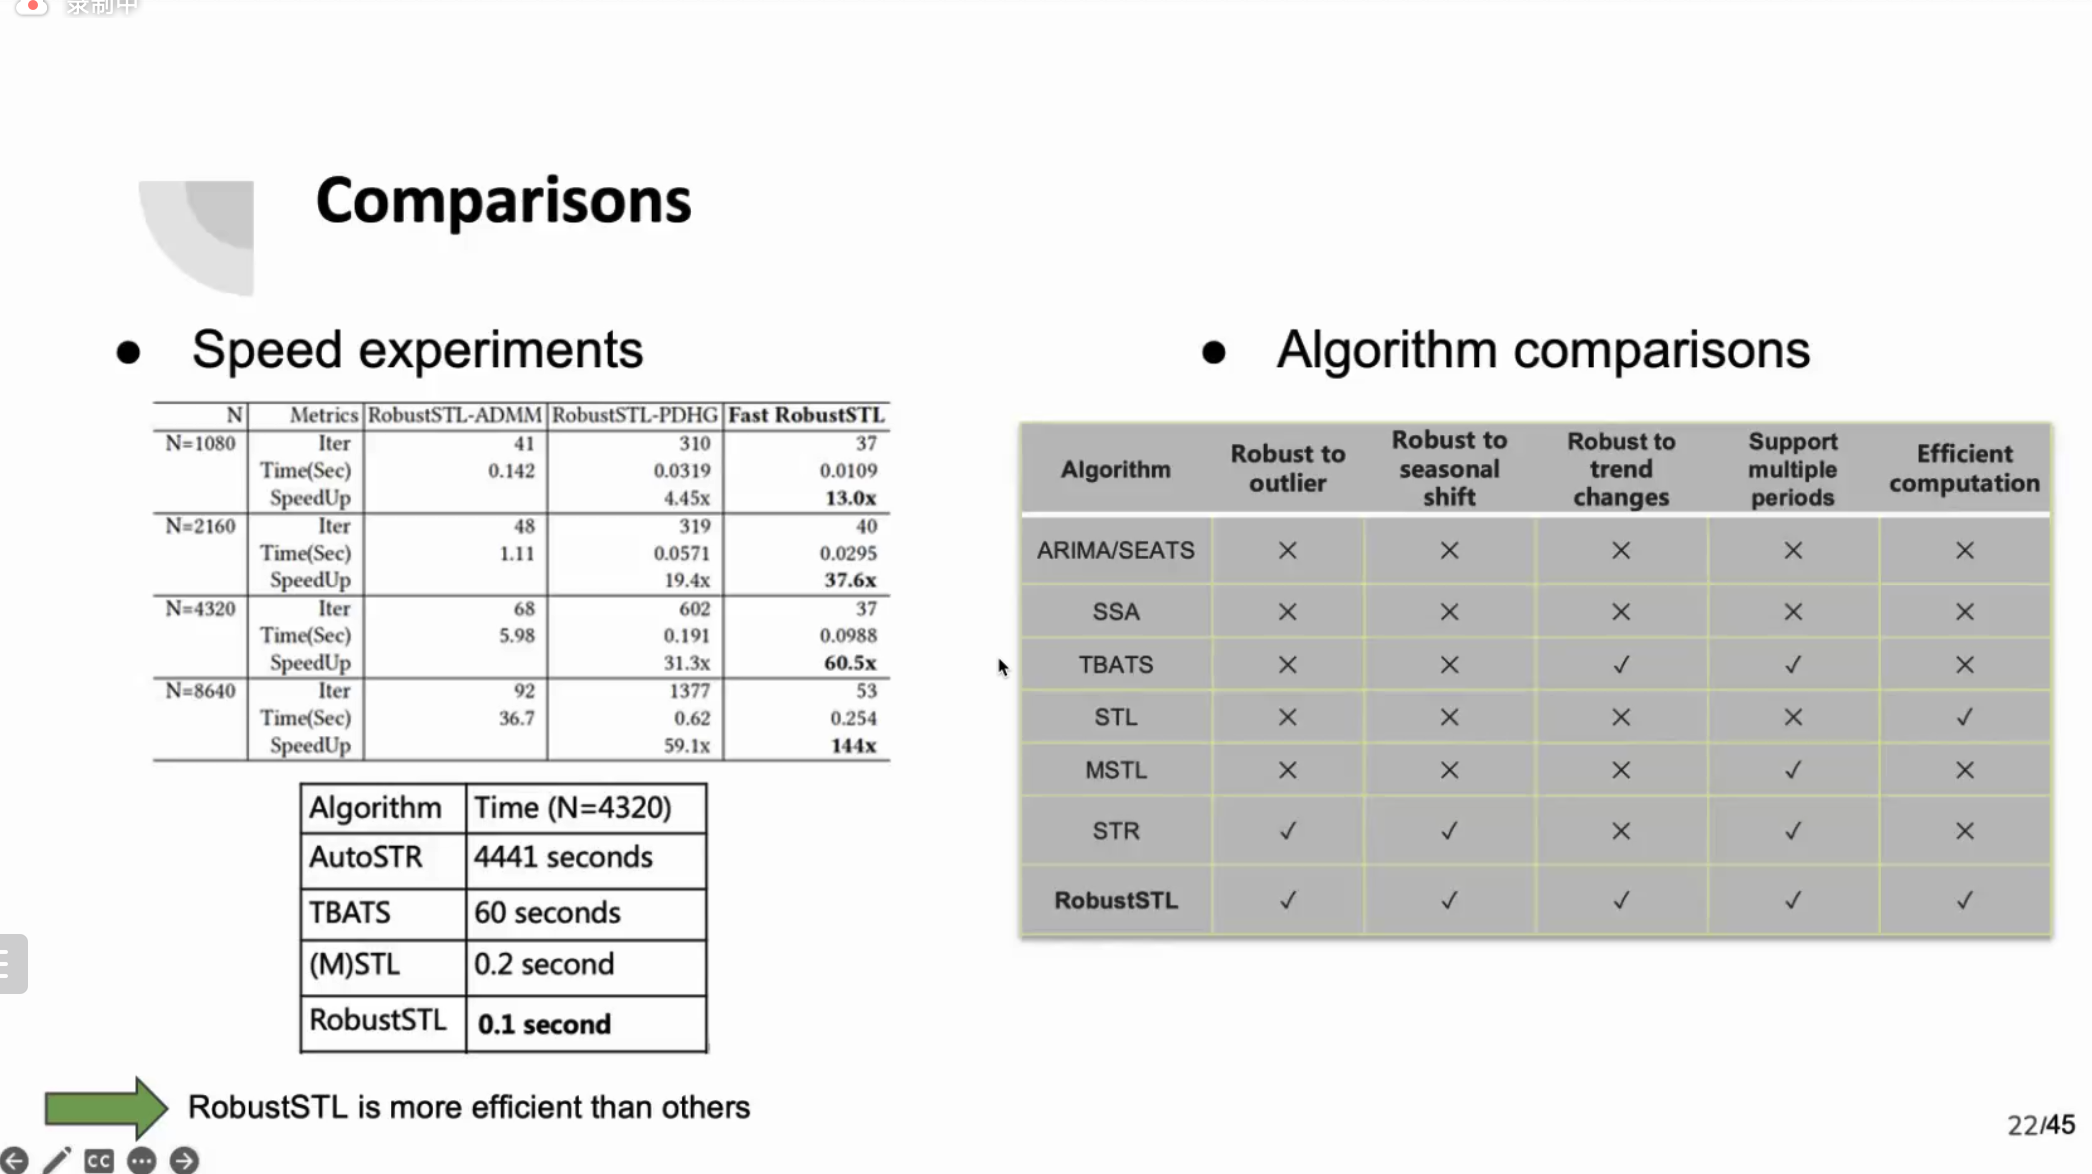 录制中
Comparisons
● Speed experiments
N Metrics RobustSTL-ADMM RobustSTL-PDHG Fast RobustSTL
N=1080 Iter 41 310 37
Time(Sec) 0.142 0.0319 0.0109
SpeedUp 4.45x 13.0x
N=2160 Iter 48 319 40
Time(Sec) 1.11 0.0571 0.0295
SpeedUp 19.4x 37.6x
N=4320 Iter 68 602 37
Time(Sec) 5.98 0.191 0.0988
SpeedUp 31.3x 60.5x
N=8640 Iter 92 1377 53
Time(Sec) 36.7 0.62 0.254
SpeedUp 59.1x 144x
Algorithm Time (N=4320)
AutoSTR 4441 seconds
TBATS 60 seconds
(M)STL 0.2 second
RobustSTL 0.1 second
RobustSTL is more efficient than others
● Algorithm comparisons
Algorithm Robust to outlier Robust to seasonal shift Robust to trend changes Support multiple periods Efficient computation
ARIMA/SEATS ✕ ✕ ✕ ✕ ✕
SSA ✕ ✕ ✕ ✕ ✕
TBATS ✕ ✕ ✓ ✓ ✕
STL ✕ ✕ ✕ ✕ ✓
MSTL ✕ ✕ ✕ ✓ ✕
STR ✓ ✓ ✕ ✓ ✕
RobustSTL ✓ ✓ ✓ ✓ ✓
22/45
CC